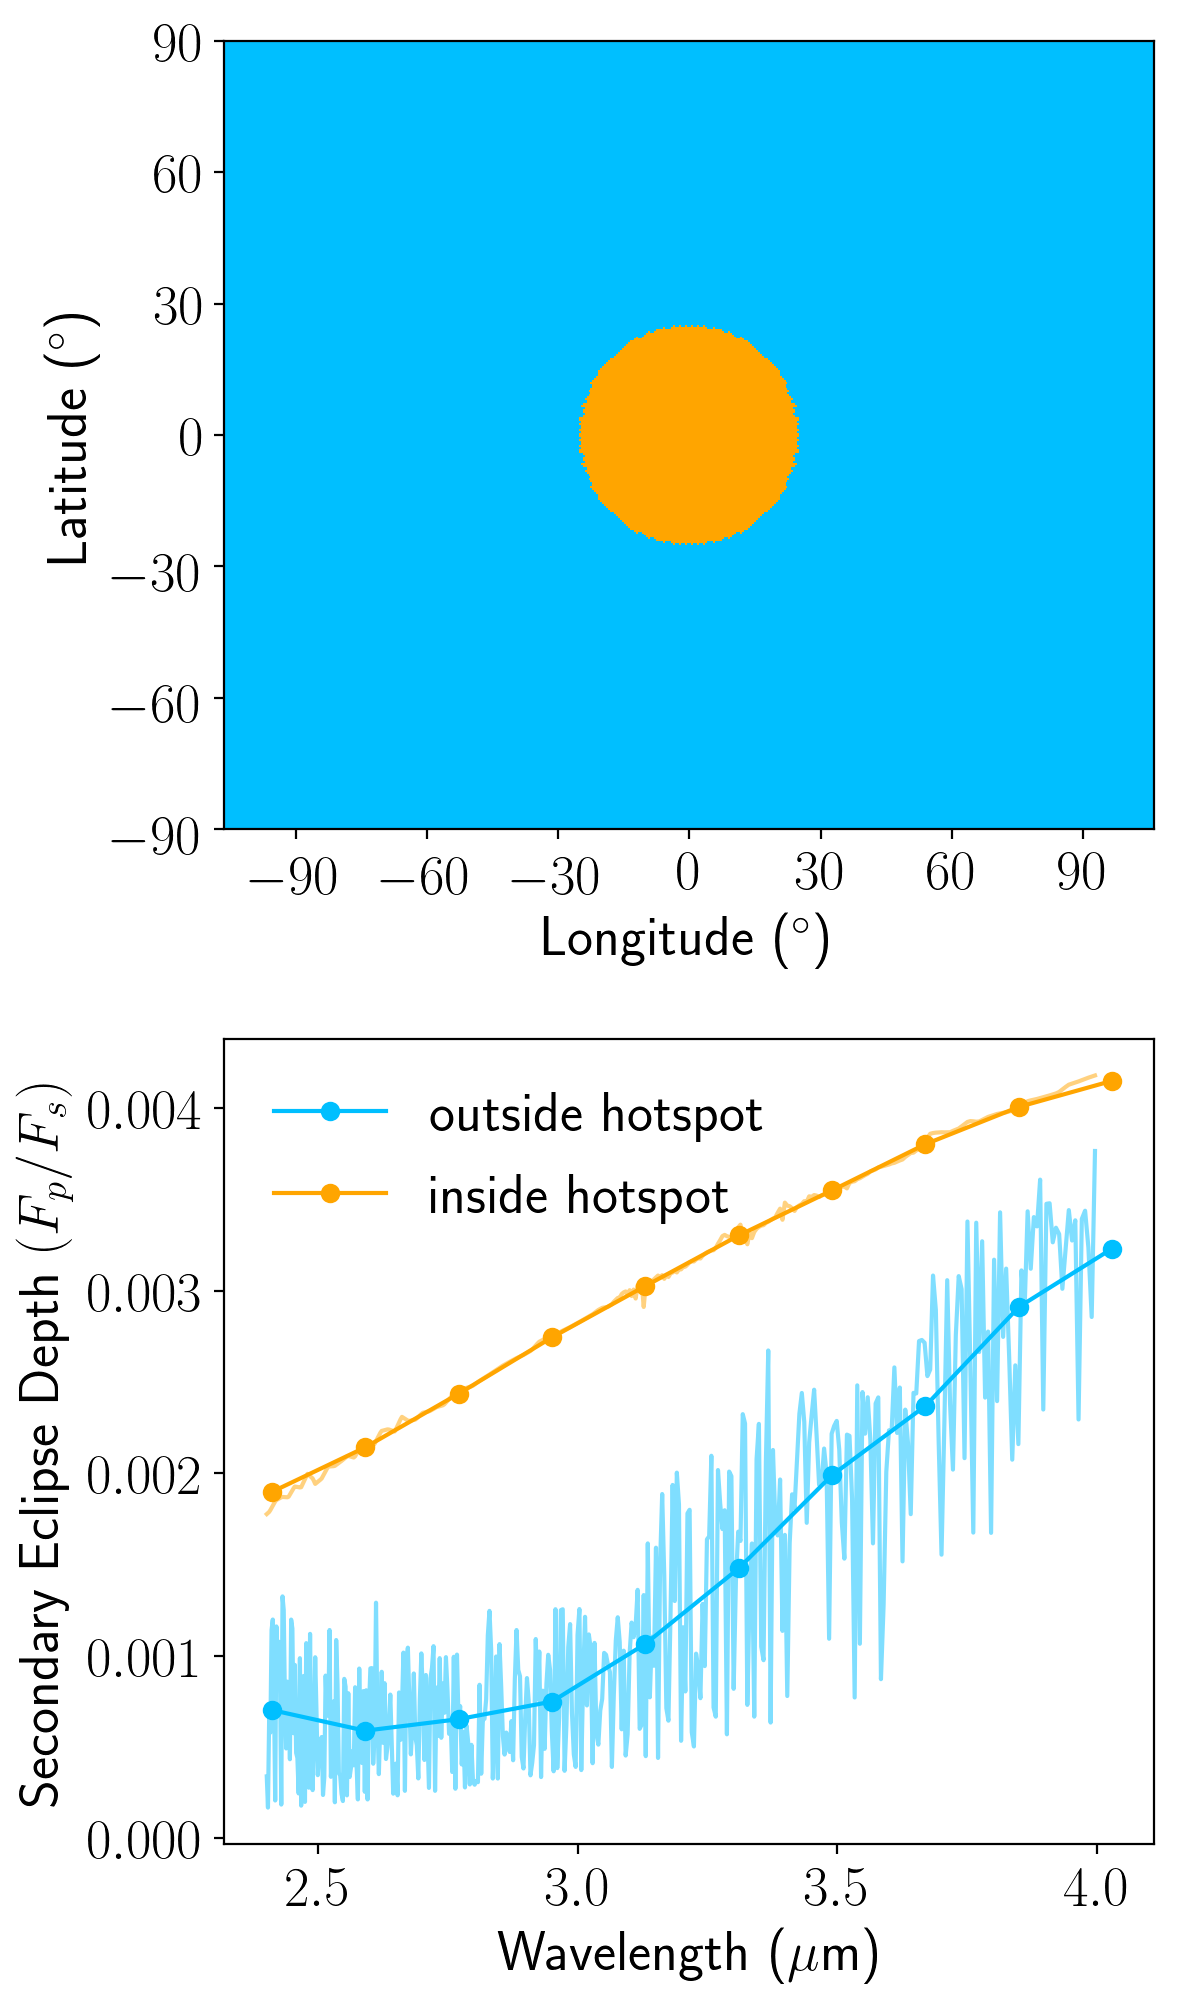 90
60
30
0
−30
−60
−90
Latitude (°)
−90 −60 −30 0 30 60 90
Longitude (°)
0.004
0.003
0.002
0.001
0.000
Secondary Eclipse Depth (F_p/F_s)
outside hotspot
inside hotspot
2.5 3.0 3.5 4.0
Wavelength (μm)